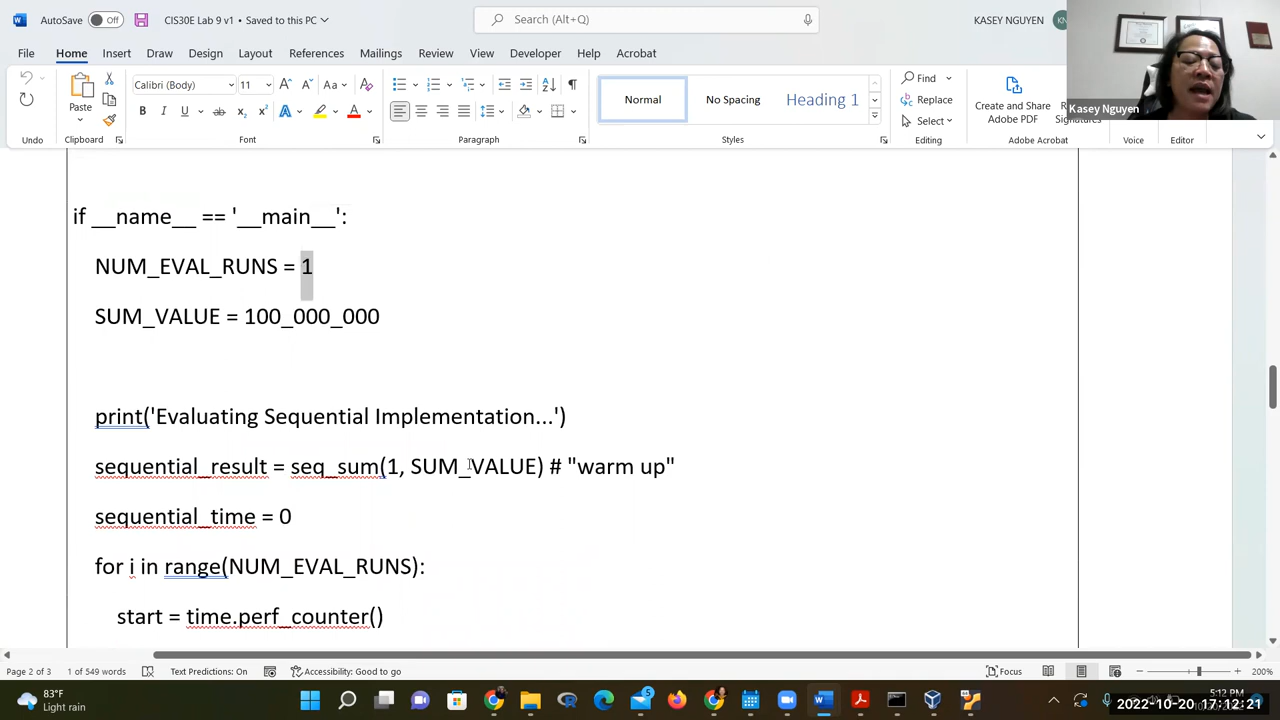 AutoSave Off CIS30E Lab 9 v1 • Saved to this PC Search (Alt+Q) KASEY NGUYEN KN
File Home Insert Draw Design Layout References Mailings Review View Developer Help Acrobat
Paste Calibri (Body) 11 Normal No Spacing Heading 1 Find Replace Select Create and Share Adobe PDF
Kasey Nguyen
Undo Clipboard Font Paragraph Styles Editing Adobe Acrobat Voice Editor
if __name__ == '__main__':
NUM_EVAL_RUNS = 1
SUM_VALUE = 100_000_000
print('Evaluating Sequential Implementation...')
sequential_result = seq_sum(1, SUM_VALUE) # "warm up"
sequential_time = 0
for i in range(NUM_EVAL_RUNS):
start = time.perf_counter()
Page 2 of 3 1 of 549 words Text Predictions: On Accessibility: Good to go Focus 200%
83°F
Light rain
5:12 PM
2022-10-20 17:12:21